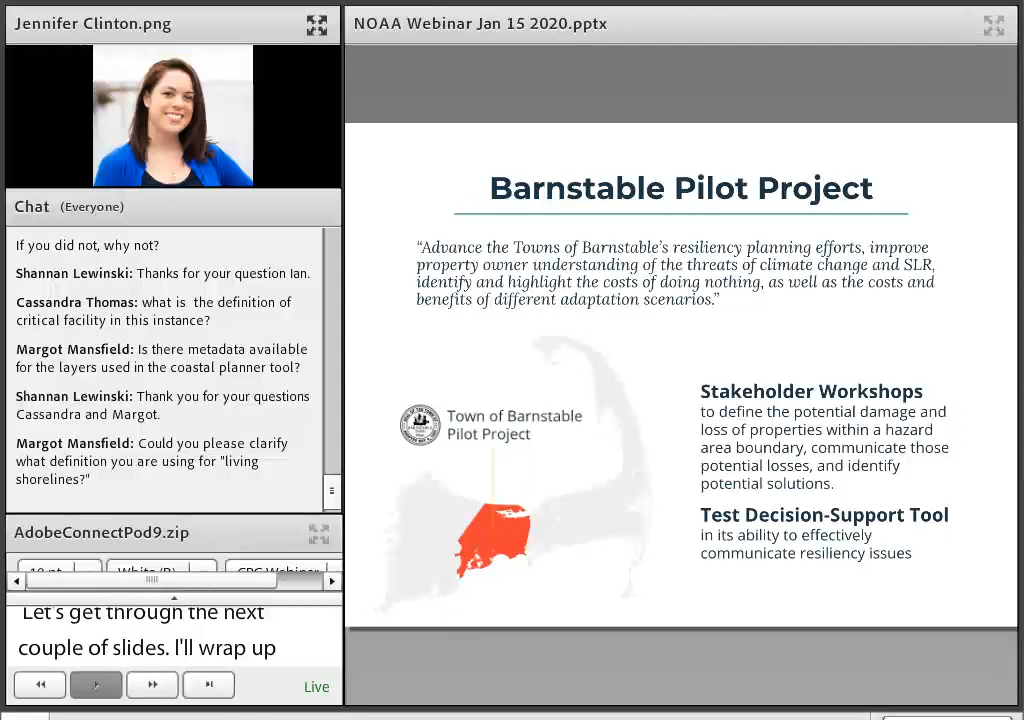 Jennifer Clinton.png
Chat (Everyone)
If you did not, why not?
Shannan Lewinski: Thanks for your question Ian.
Cassandra Thomas: what is the definition of
critical facility in this instance?
Margot Mansfield: Is there metadata available
for the layers used in the coastal planner tool?
Shannan Lewinski: Thank you for your questions
Cassandra and Margot.
Margot Mansfield: Could you please clarify
what definition you are using for "living
shorelines?"
AdobeConnectPod9.zip
Let's get through the next
couple of slides. I'll wrap up
Live
NOAA Webinar Jan 15 2020.pptx
Barnstable Pilot Project
“Advance the Towns of Barnstable’s resiliency planning efforts, improve
property owner understanding of the threats of climate change and SLR,
identify and highlight the costs of doing nothing, as well as the costs and
benefits of different adaptation scenarios.”
Town of Barnstable
Pilot Project
Stakeholder Workshops
to define the potential damage and
loss of properties within a hazard
area boundary, communicate those
potential losses, and identify
potential solutions.
Test Decision-Support Tool
in its ability to effectively
communicate resiliency issues